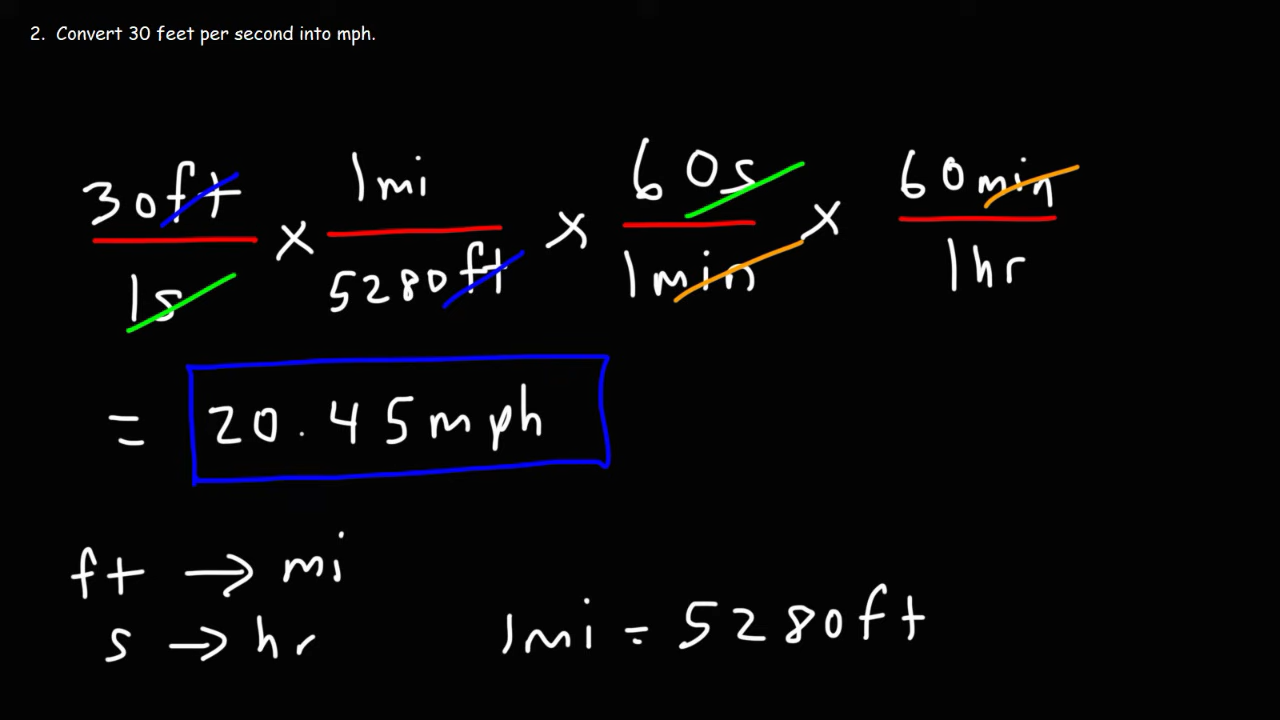 2. Convert 30 feet per second into mph.
30ft/1s × 1mi/5280ft × 60s/1min × 60min/1hr
= 20.45mph
ft → mi
s → hr
1mi = 5280ft